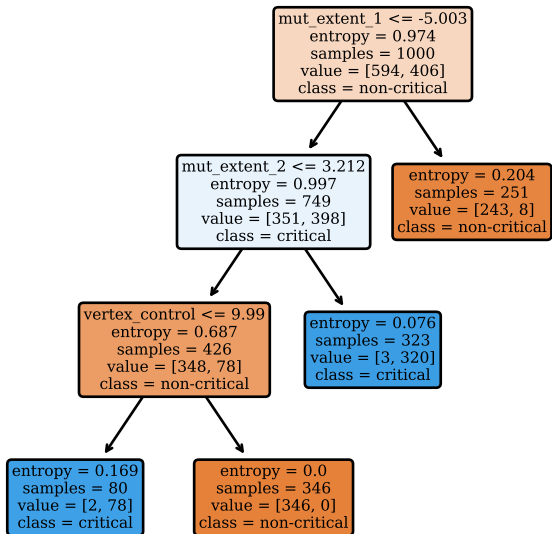 mut_extent_1 <= -5.003
entropy = 0.974
samples = 1000
value = [594, 406]
class = non-critical
mut_extent_2 <= 3.212
entropy = 0.997
samples = 749
value = [351, 398]
class = critical
entropy = 0.204
samples = 251
value = [243, 8]
class = non-critical
vertex_control <= 9.99
entropy = 0.687
samples = 426
value = [348, 78]
class = non-critical
entropy = 0.076
samples = 323
value = [3, 320]
class = critical
entropy = 0.169
samples = 80
value = [2, 78]
class = critical
entropy = 0.0
samples = 346
value = [346, 0]
class = non-critical